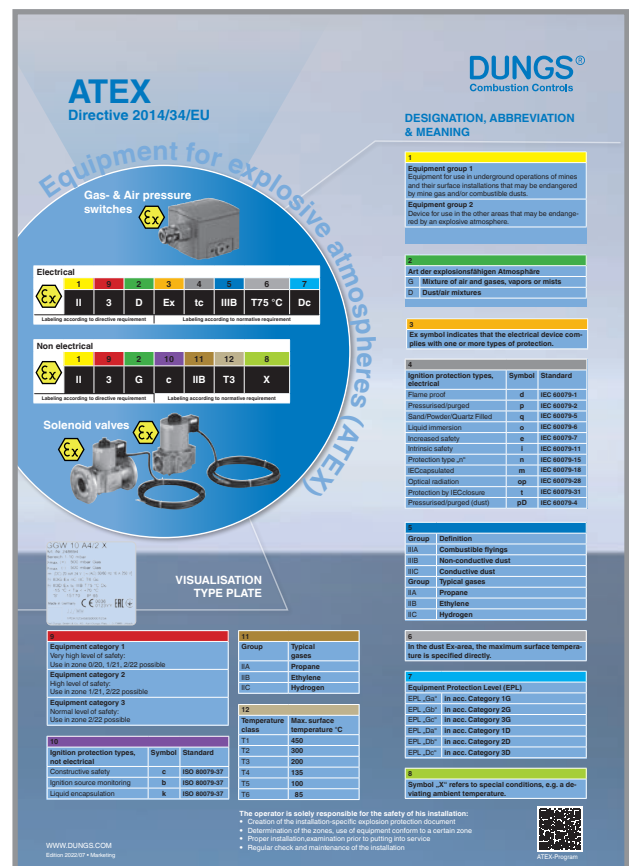 ATEX
Directive 2014/34/EU
DUNGS®
Combustion Controls
Equipment for explosive atmospheres (ATEX)
Gas- & Air pressure
switches
Ex
Electrical
1 9 2 3 4 5 6 7
Ex II 3 D Ex tc IIIB T75 °C Dc
Labeling according to directive requirement Labeling according to normative requirement
Non electrical
1 9 2 10 11 12 8
Ex II 3 G c IIB T3 X
Labeling according to directive requirement Labeling according to normative requirement
Solenoid valves
Ex
Ex
GGW 10 A4/2 X
VISUALISATION
TYPE PLATE
DESIGNATION, ABBREVIATION
& MEANING
1
Equipment group 1
Equipment for use in underground operations of mines
and their surface installations that may be endangered
by mine gas and/or combustible dusts.
Equipment group 2
Device for use in the other areas that may be endange-
red by an explosive atmosphere.
2
Art der explosionsfähigen Atmosphäre
G Mixture of air and gases, vapors or mists
D Dust/air mixtures
3
Ex symbol indicates that the electrical device com-
plies with one or more types of protection.
4
Ignition protection types, Symbol Standard
electrical
Flame proof d IEC 60079-1
Pressurised/purged p IEC 60079-2
Sand/Powder/Quartz Filled q IEC 60079-5
Liquid immersion o IEC 60079-6
Increased safety e IEC 60079-7
Intrinsic safety i IEC 60079-11
Protection type „n“ n IEC 60079-15
IECcapsulated m IEC 60079-18
Optical radiation op IEC 60079-28
Protection by IEClosure t IEC 60079-31
Pressurised/purged (dust) pD IEC 60079-4
5
Group Definition
IIIA Combustible flyings
IIIB Non-conductive dust
IIIC Conductive dust
Group Typical gases
IIA Propane
IIB Ethylene
IIC Hydrogen
6
In the dust Ex-area, the maximum surface tempera-
ture is specified directly.
7
Equipment Protection Level (EPL)
EPL „Ga“ in acc. Category 1G
EPL „Gb“ in acc. Category 2G
EPL „Gc“ in acc. Category 3G
EPL „Da“ in acc. Category 1D
EPL „Db“ in acc. Category 2D
EPL „Dc“ in acc. Category 3D
8
Symbol „X“ refers to special conditions, e.g. a de-
viating ambient temperature.
9
Equipment category 1
Very high level of safety:
Use in zone 0/20, 1/21, 2/22 possible
Equipment category 2
High level of safety:
Use in zone 1/21, 2/22 possible
Equipment category 3
Normal level of safety:
Use in zone 2/22 possible
10
Ignition protection types, Symbol Standard
not electrical
Constructive safety c ISO 80079-37
Ignition source monitoring b ISO 80079-37
Liquid encapsulation k ISO 80079-37
11
Group Typical
gases
IIA Propane
IIB Ethylene
IIC Hydrogen
12
Temperature Max. surface
class temperature °C
T1 450
T2 300
T3 200
T4 135
T5 100
T6 85
The operator is solely responsible for the safety of his installation:
• Creation of the installation-specific explosion protection document
• Determination of the zones, use of equipment conform to a certain zone
• Proper installation,examination prior to putting into service
• Regular check and maintenance of the installation
WWW.DUNGS.COM
Edition 2022/07 • Marketing
ATEX-Program